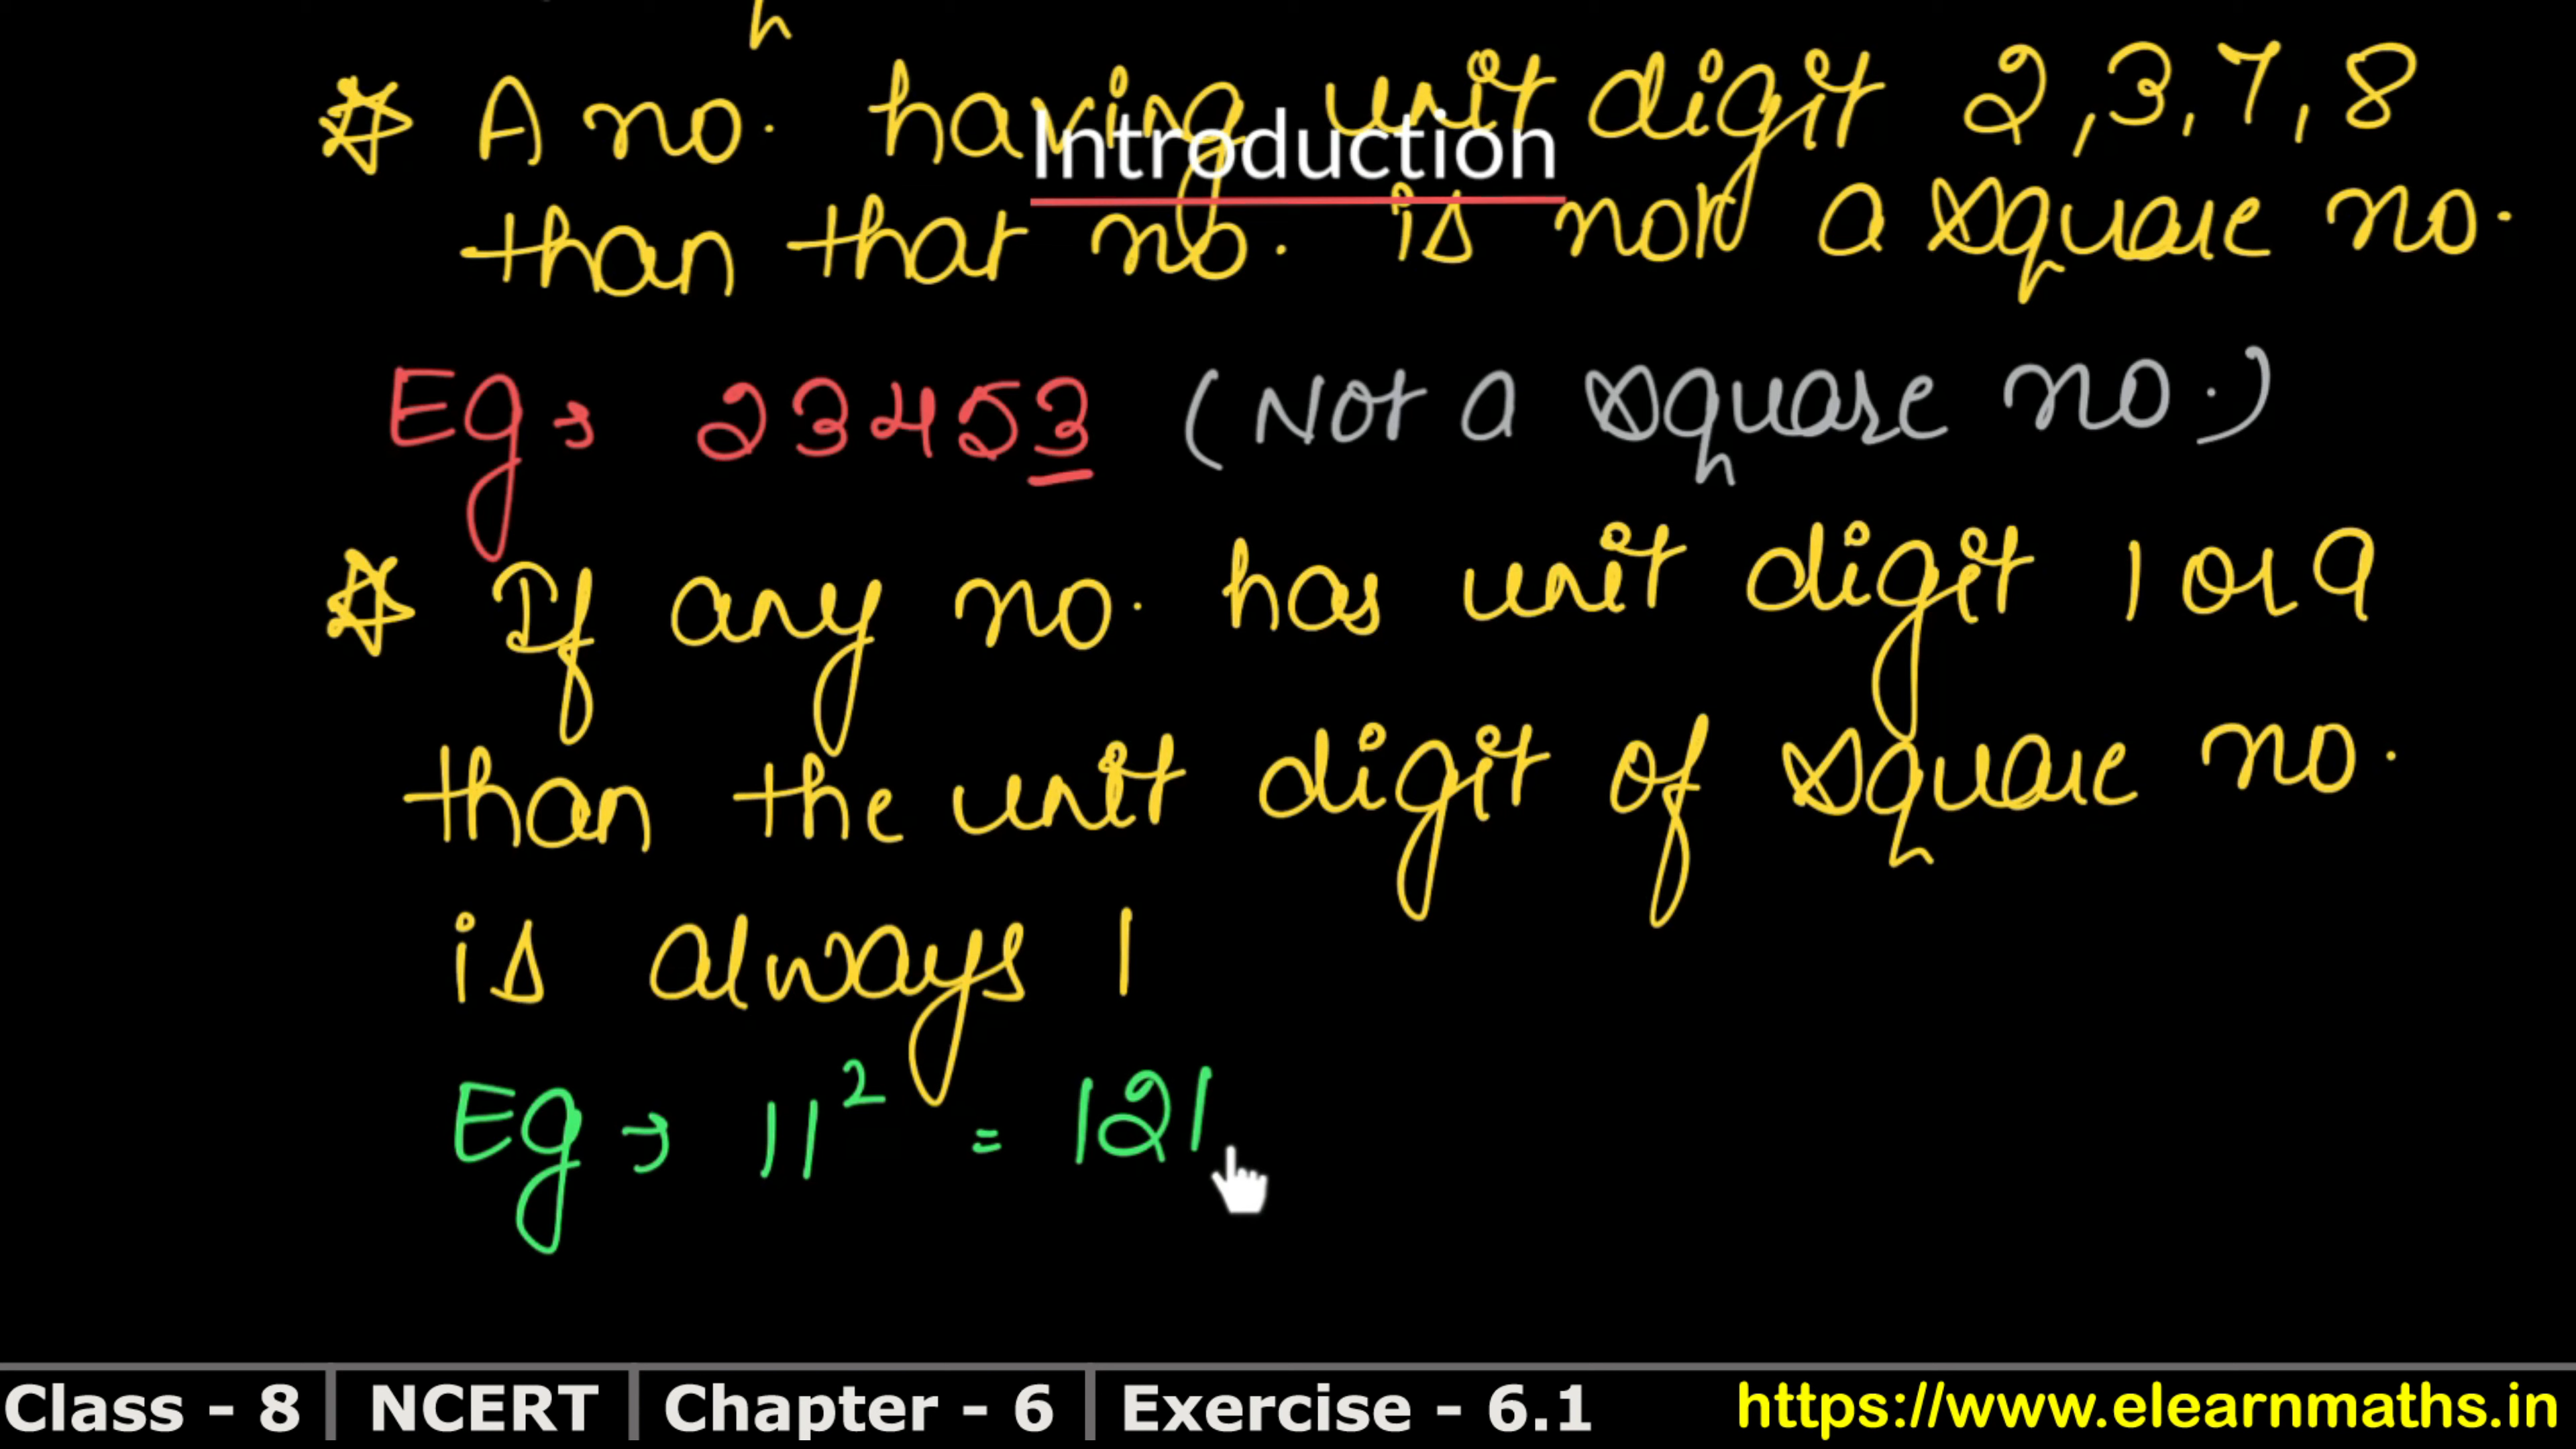 ☆ A no. having unit digit 2,3,7,8
Introduction
than that no. is not a square no.
Eg → 23453 (Not a square no.)
☆ If any no. has unit digit 1 or 9
than the unit digit of square no.
is always 1
Eg → 11² = 121
Class - 8 | NCERT | Chapter - 6 | Exercise - 6.1 https://www.elearnmaths.in